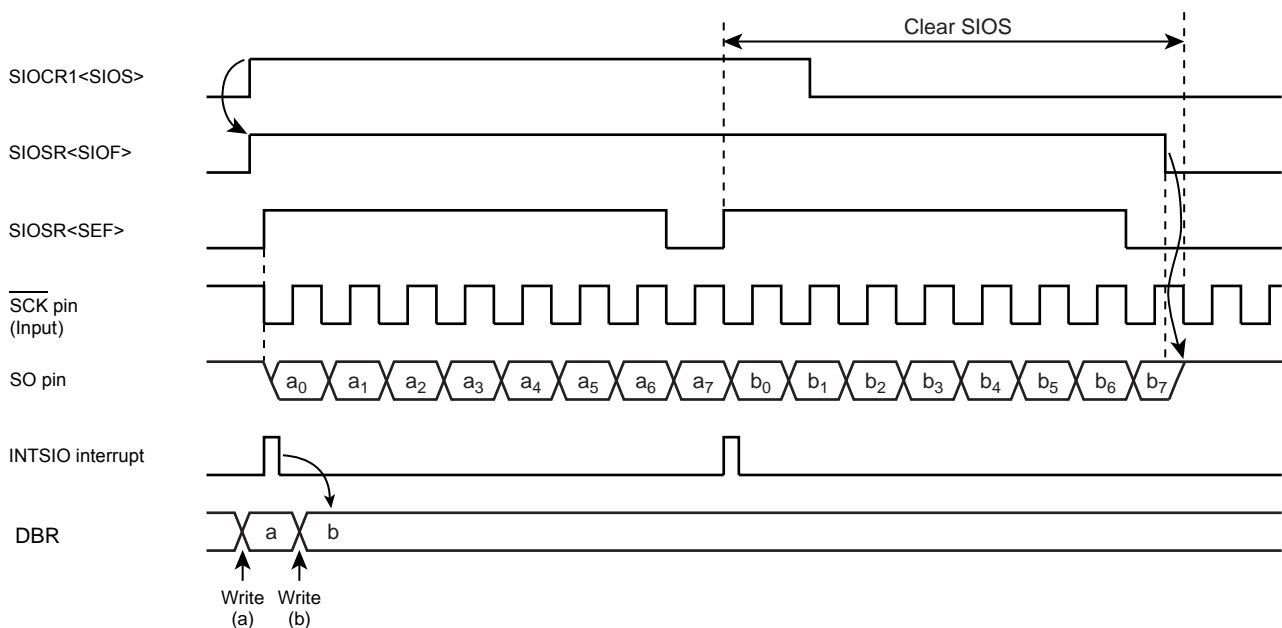 Clear SIOS
SIOCR1<SIOS>
SIOSR<SIOF>
SIOSR<SEF>
SCK pin
(Input)
SO pin
a0 a1 a2 a3 a4 a5 a6 a7 b0 b1 b2 b3 b4 b5 b6 b7
INTSIO interrupt
DBR
a b
Write Write
(a) (b)